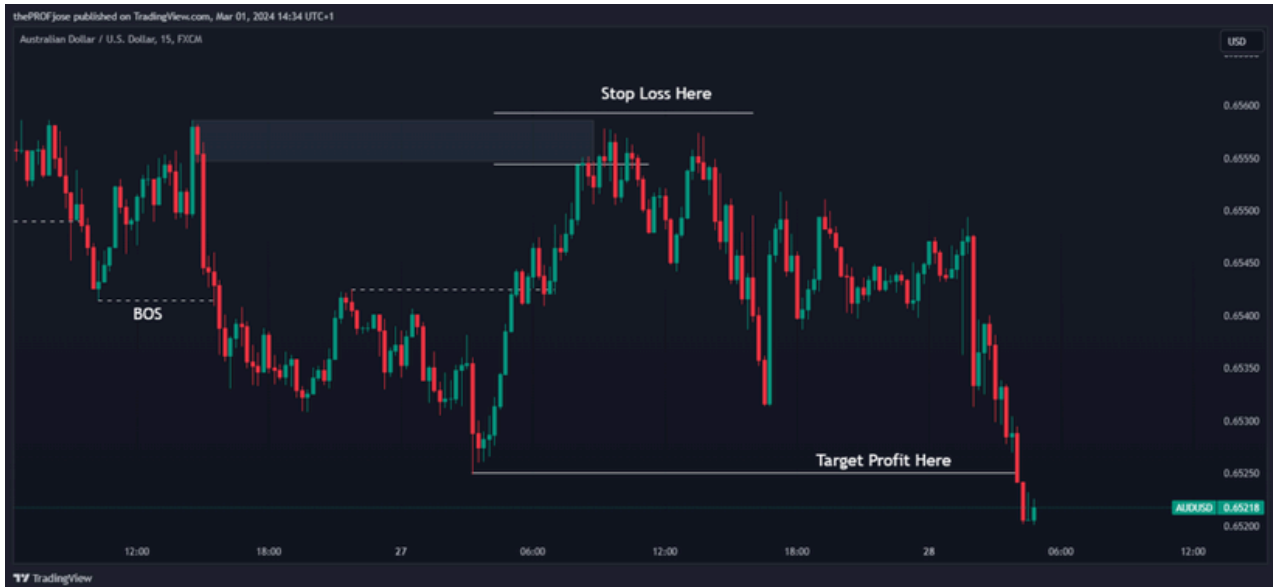 thePROFjose published on TradingView.com, Mar 01, 2024 14:34 UTC+1
Australian Dollar / U.S. Dollar, 15, FXCM
USD
Stop Loss Here
0.65600
0.65550
0.65500
0.65450
BOS
0.65400
0.65350
0.65300
Target Profit Here
0.65250
AUDUSD 0.65218
0.65200
12:00 18:00 27 06:00 12:00 18:00 28 06:00 12:00
TradingView